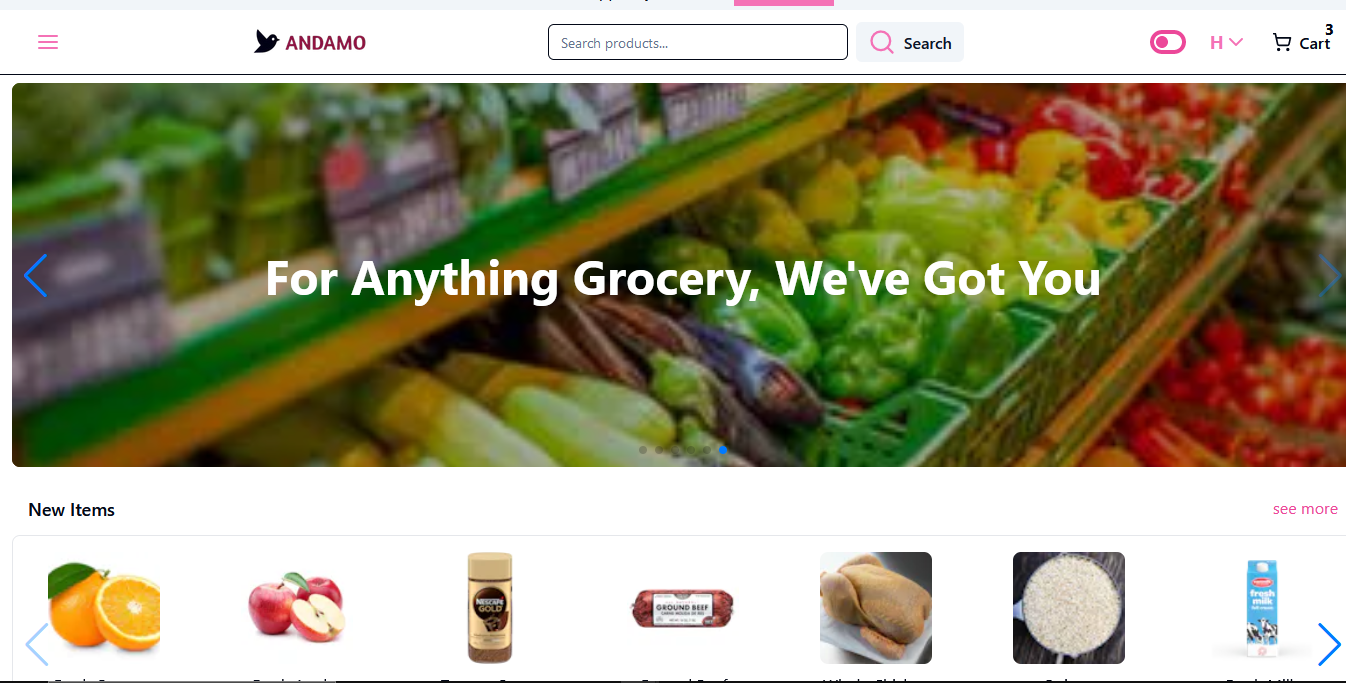 ANDAMO
Search products...
Search
H
3
Cart
For Anything Grocery, We've Got You
New Items
see more
NESCAFÉ
GOLD
GROUND BEEF
fresh
milk